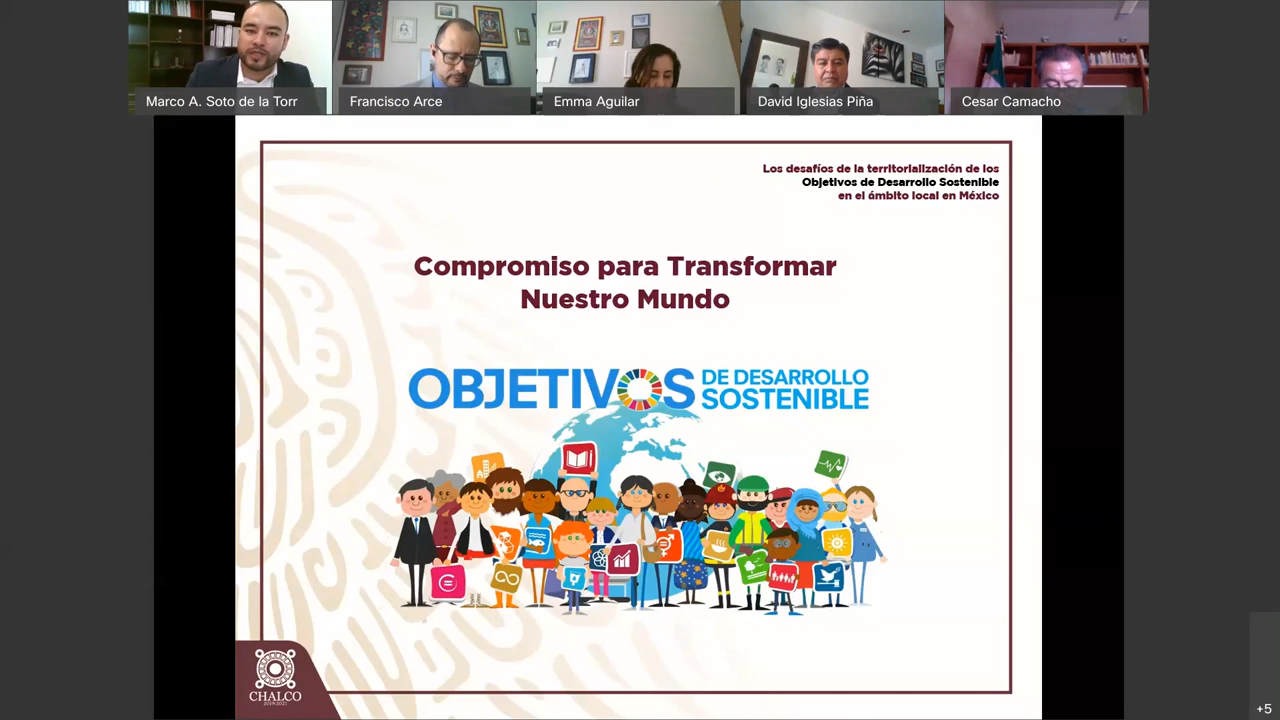 Marco A. Soto de la Torr
Francisco Arce
Emma Aguilar
David Iglesias Piña
Cesar Camacho
Los desafíos de la territorialización de los
Objetivos de Desarrollo Sostenible
en el ámbito local en México
Compromiso para Transformar
Nuestro Mundo
OBJETIVOS
DE DESARROLLO
SOSTENIBLE
CHALCO
2019-2021
+5